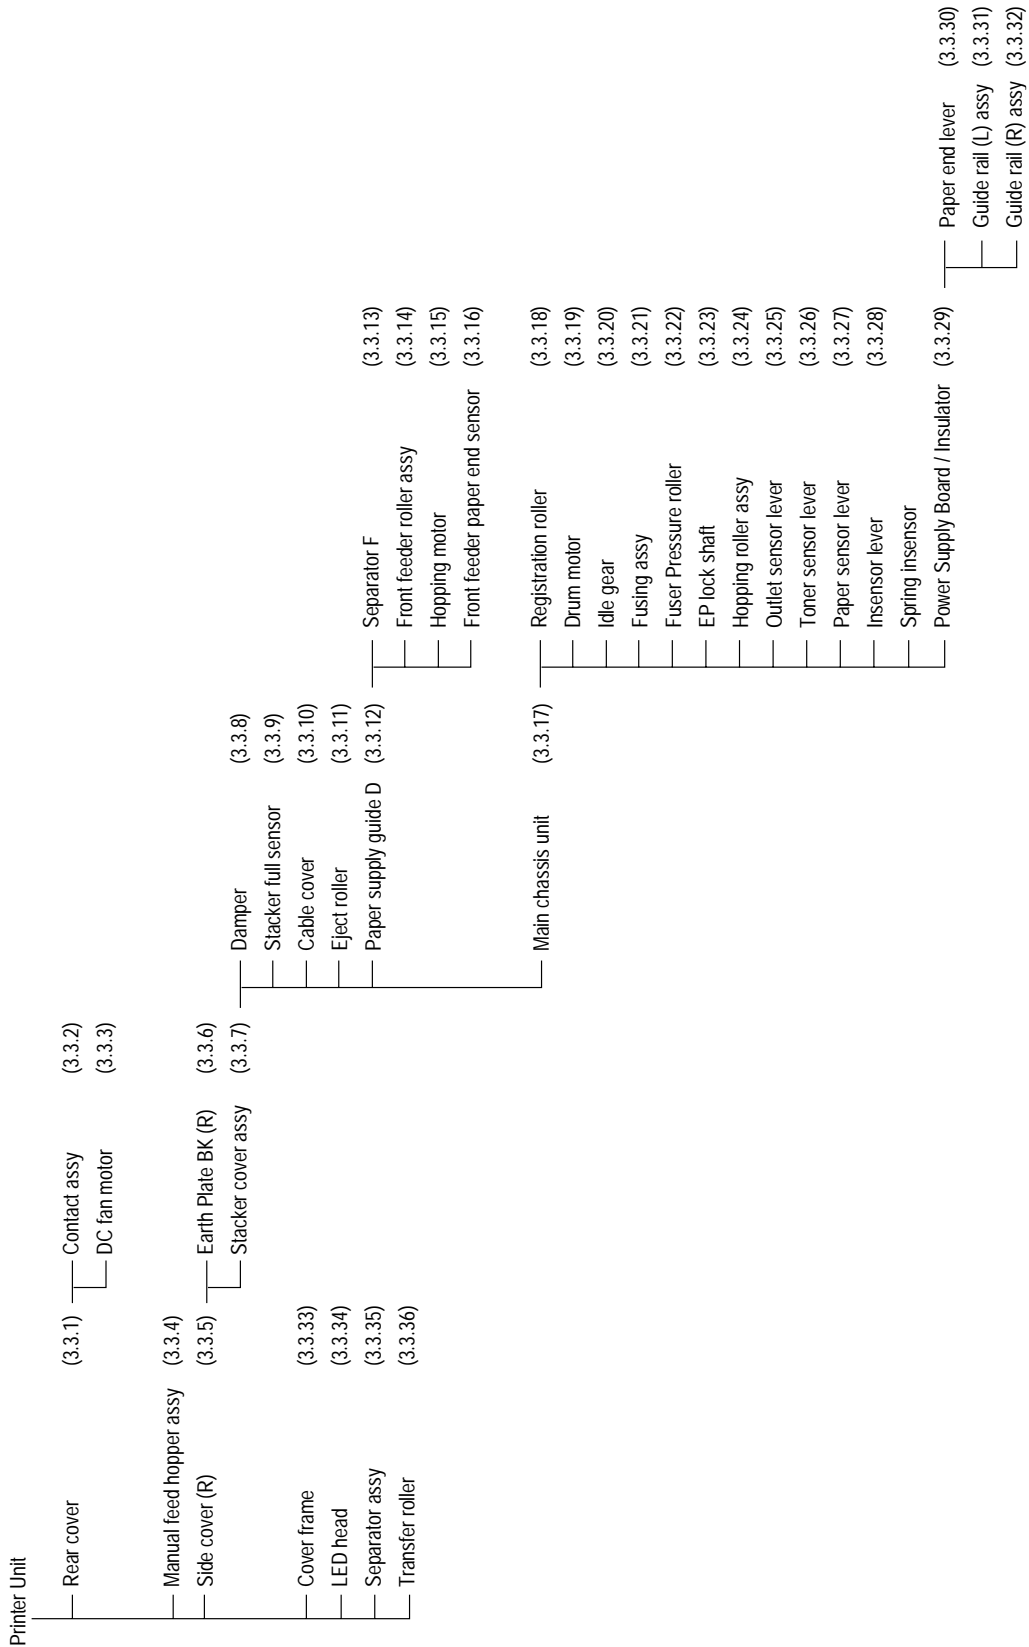 Printer Unit
Rear cover (3.3.1)
Contact assy (3.3.2)
DC fan motor (3.3.3)
Manual feed hopper assy (3.3.4)
Side cover (R) (3.3.5)
Earth Plate BK (R) (3.3.6)
Stacker cover assy (3.3.7)
Damper (3.3.8)
Stacker full sensor (3.3.9)
Cable cover (3.3.10)
Eject roller (3.3.11)
Paper supply guide D (3.3.12)
Separator F (3.3.13)
Front feeder roller assy (3.3.14)
Hopping motor (3.3.15)
Front feeder paper end sensor (3.3.16)
Main chassis unit (3.3.17)
Registration roller (3.3.18)
Drum motor (3.3.19)
Idle gear (3.3.20)
Fusing assy (3.3.21)
Fuser Pressure roller (3.3.22)
EP lock shaft (3.3.23)
Hopping roller assy (3.3.24)
Outlet sensor lever (3.3.25)
Toner sensor lever (3.3.26)
Paper sensor lever (3.3.27)
Insensor lever (3.3.28)
Spring insensor
Power Supply Board / Insulator (3.3.29)
Paper end lever (3.3.30)
Guide rail (L) assy (3.3.31)
Guide rail (R) assy (3.3.32)
Cover frame (3.3.33)
LED head (3.3.34)
Separator assy (3.3.35)
Transfer roller (3.3.36)